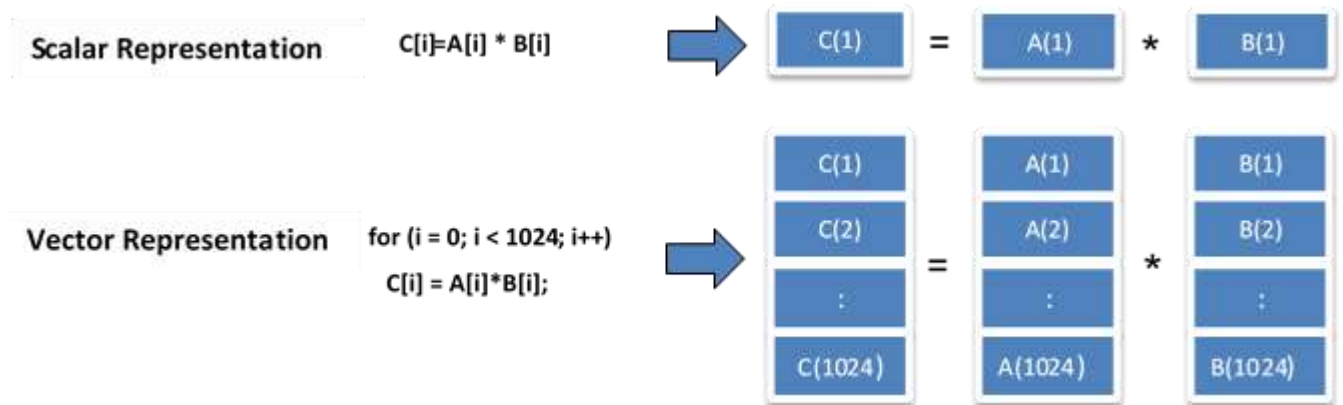 Scalar Representation C[i]=A[i] * B[i] C(1) = A(1) * B(1)
C(1) A(1) B(1)
Vector Representation for (i = 0; i < 1024; i++) C(2) A(2) B(2)
= *
C[i] = A[i]*B[i]; : : :
C(1024) A(1024) B(1024)